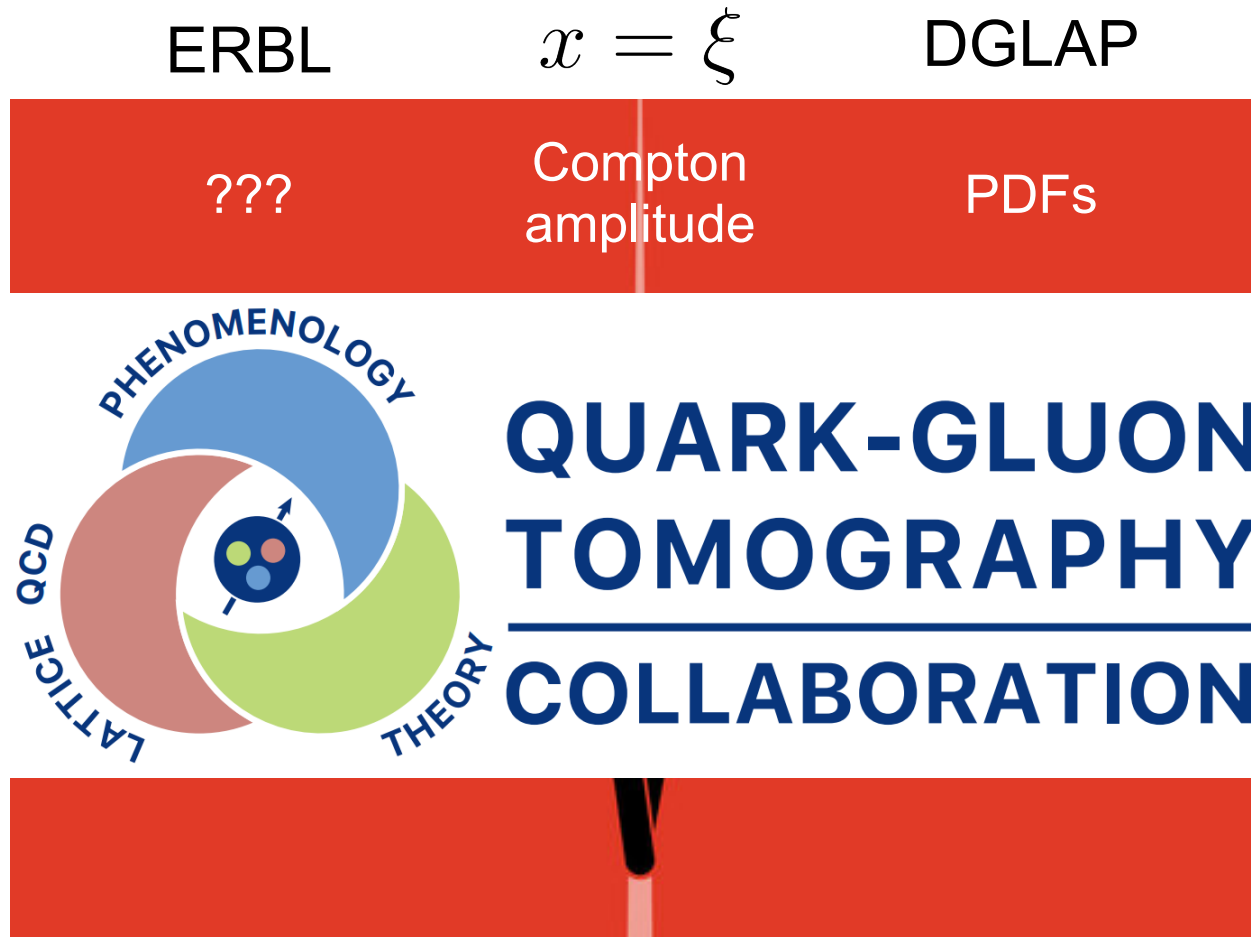 ERBL
x = ξ
DGLAP
???
Compton
amplitude
PDFs
PHENOMENOLOGY
LATTICE QCD
THEORY
QUARK-GLUON
TOMOGRAPHY
COLLABORATION